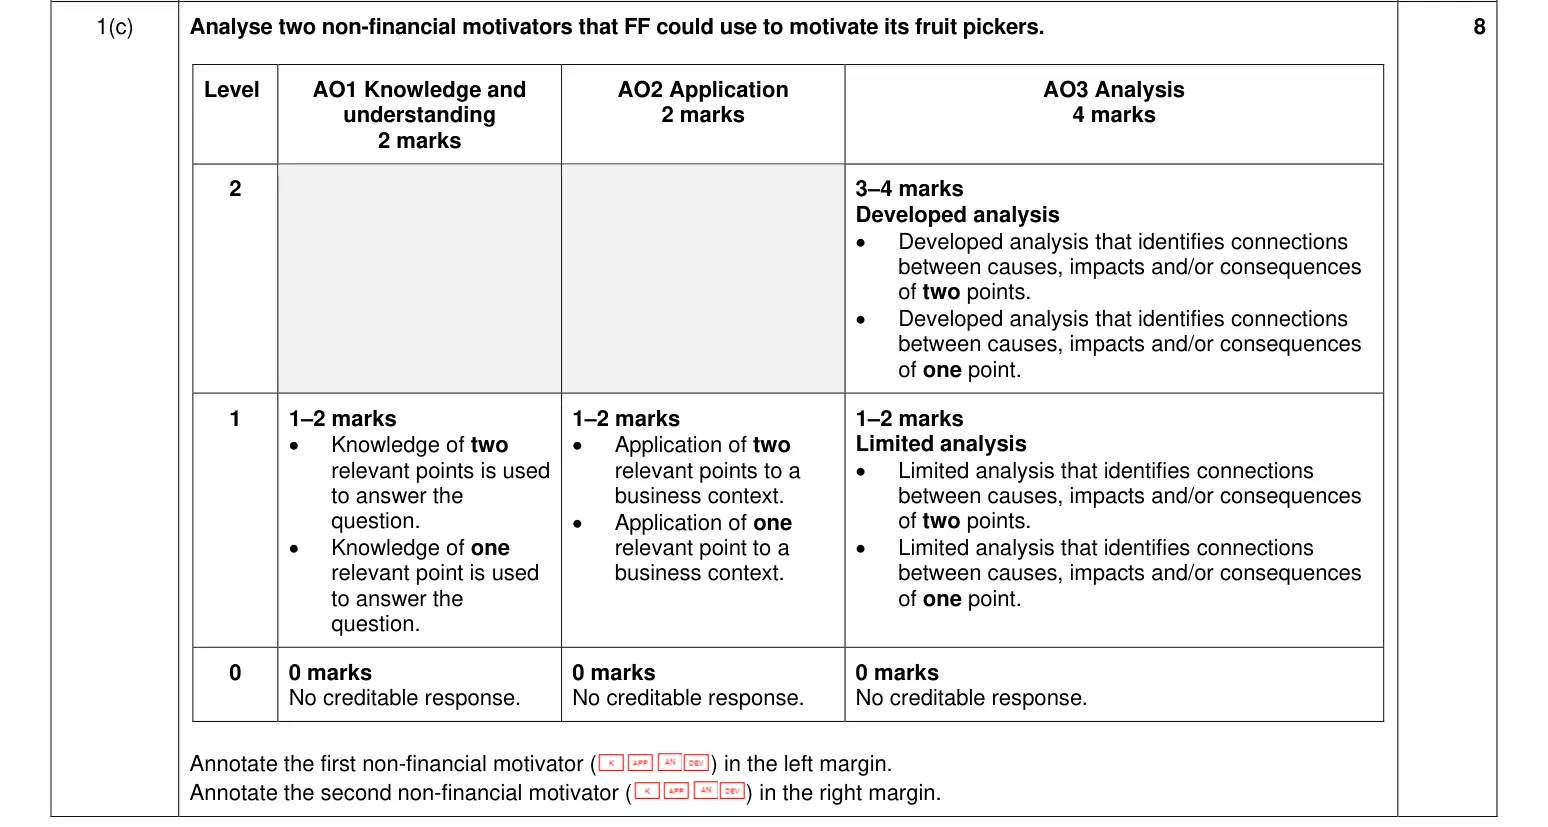 1(c)
Analyse two non-financial motivators that FF could use to motivate its fruit pickers.
8
Level
AO1 Knowledge and
understanding
2 marks
AO2 Application
2 marks
AO3 Analysis
4 marks
2
3–4 marks
Developed analysis
• Developed analysis that identifies connections
between causes, impacts and/or consequences
of two points.
• Developed analysis that identifies connections
between causes, impacts and/or consequences
of one point.
1
1–2 marks
• Knowledge of two
relevant points is used
to answer the
question.
• Knowledge of one
relevant point is used
to answer the
question.
1–2 marks
• Application of two
relevant points to a
business context.
• Application of one
relevant point to a
business context.
1–2 marks
Limited analysis
• Limited analysis that identifies connections
between causes, impacts and/or consequences
of two points.
• Limited analysis that identifies connections
between causes, impacts and/or consequences
of one point.
0
0 marks
No creditable response.
0 marks
No creditable response.
0 marks
No creditable response.
Annotate the first non-financial motivator (K APP AN DEV) in the left margin.
Annotate the second non-financial motivator (K APP AN DEV) in the right margin.